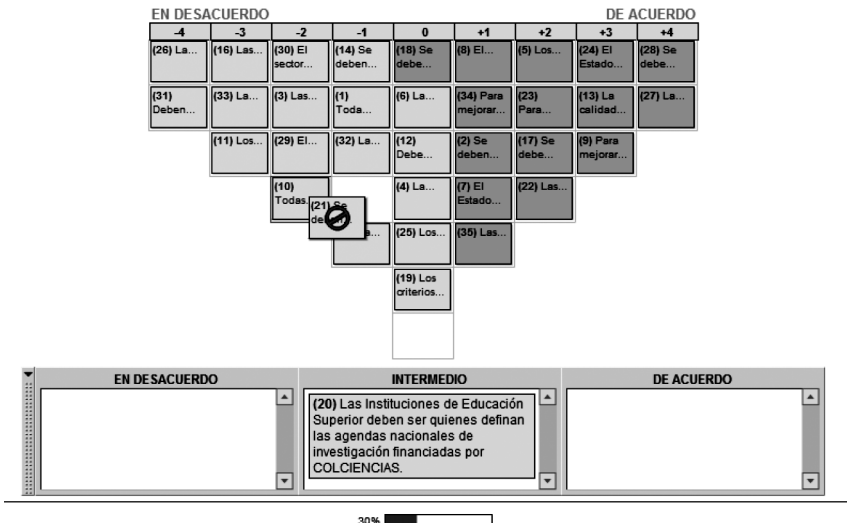 EN DESACUERDO DE ACUERDO
-4 -3 -2 -1 0 +1 +2 +3 +4
(26) La... (16) Las... (30) El sector... (14) Se deben... (18) Se debe... (8) El... (5) Los... (24) El Estado... (28) Se debe...
(31) Deben... (33) La... (3) Las... (1) Toda... (6) La... (34) Para mejorar... (23) Para... (13) La calidad... (27) La...
(11) Los... (29) El... (32) La... (12) Debe... (2) Se deben... (17) Se debe... (9) Para mejorar...
(10) Todas (21) Se (4) La... (7) El Estado... (22) Las...
(25) Los... (35) Las...
(19) Los criterios...
EN DESACUERDO INTERMEDIO DE ACUERDO
(20) Las Instituciones de Educación
Superior deben ser quienes definan
las agendas nacionales de
investigación financiadas por
COLCIENCIAS.
30%